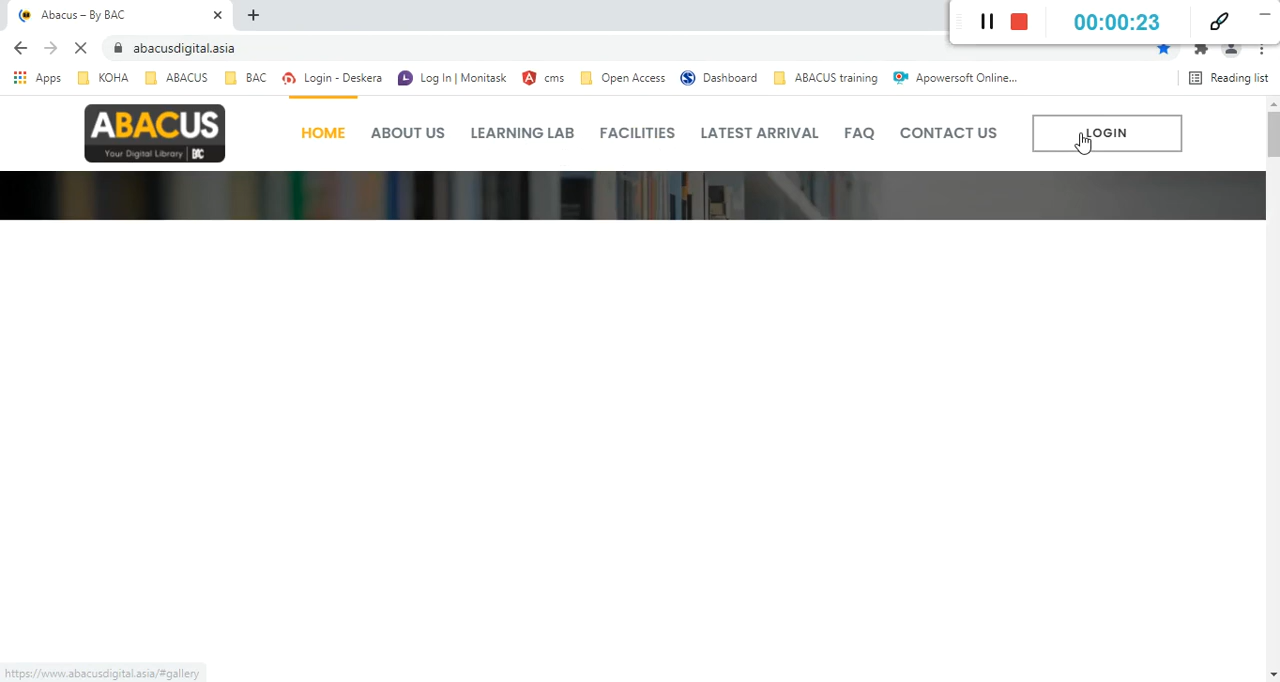 Abacus – By BAC
00:00:23
abacusdigital.asia
Apps KOHA ABACUS BAC Login - Deskera Log In | Monitask cms Open Access Dashboard ABACUS training Apowersoft Online... Reading list
ABACUS
Your Digital Library | BAC
HOME ABOUT US LEARNING LAB FACILITIES LATEST ARRIVAL FAQ CONTACT US LOGIN
https://www.abacusdigital.asia/#gallery